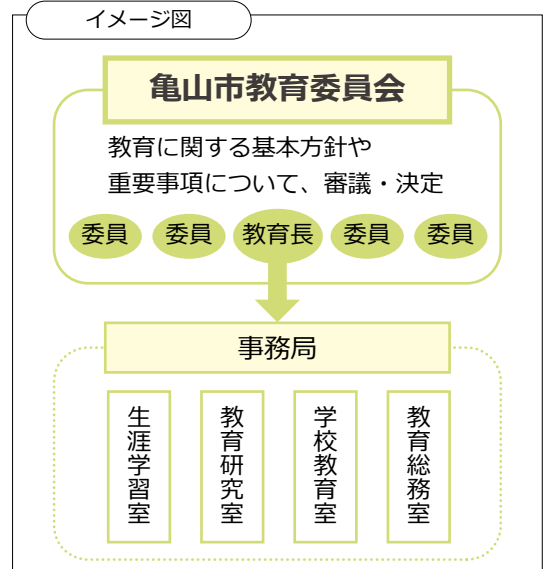 イメージ図
亀山市教育委員会
教育に関する基本方針や
重要事項について、審議・決定
委員 委員 教育長 委員 委員
事務局
生涯学習室
教育研究室
学校教育室
教育総務室